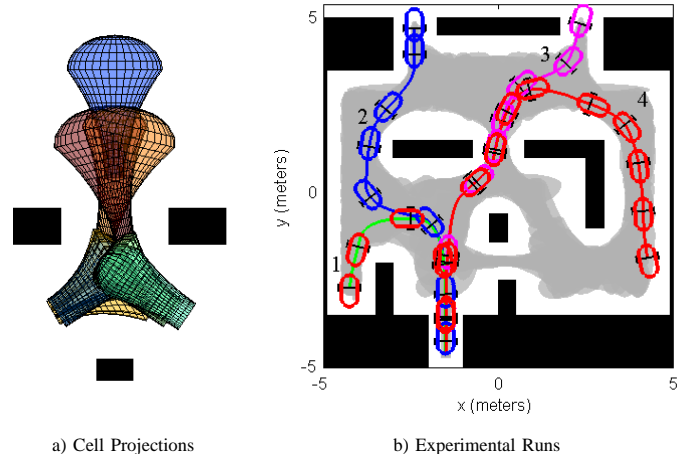 5
3
2
4
0
y (meters)
1
-5
-5
0
5
x (meters)
a) Cell Projections
b) Experimental Runs